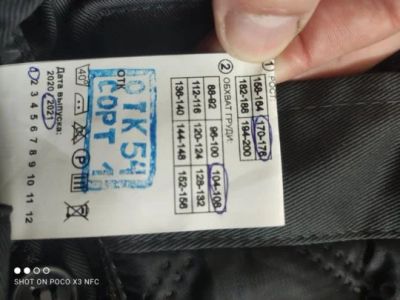 ① РОСТ:
158-164 170-176
182-188 194-200
② ОБХВАТ ГРУДИ:
88-92 96-100 104-108
112-116 120-124 128-132
136-140 144-148 152-156
ОТК
ОТК 54
СОРТ 1
40 P
Дата выпуска:
2020/2021
1 2 3 4 5 6 7 8 9 10 11 12
SHOT ON POCO X3 NFC